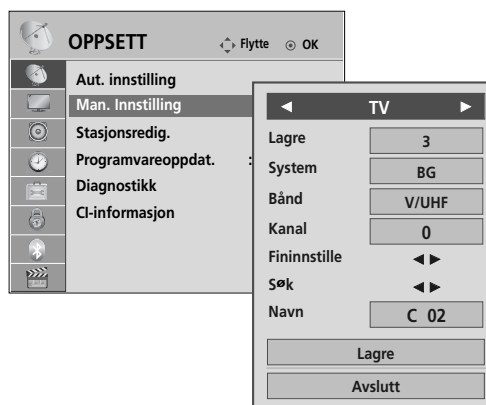 OPPSETT Flytte OK
Aut. innstilling
Man. Innstilling
Stasjonsredig.
Programvareoppdat. :
Diagnostikk
CI-informasjon
TV
Lagre 3
System BG
Bånd V/UHF
Kanal 0
Fininnstille
Søk
Navn C 02
Lagre
Avslutt